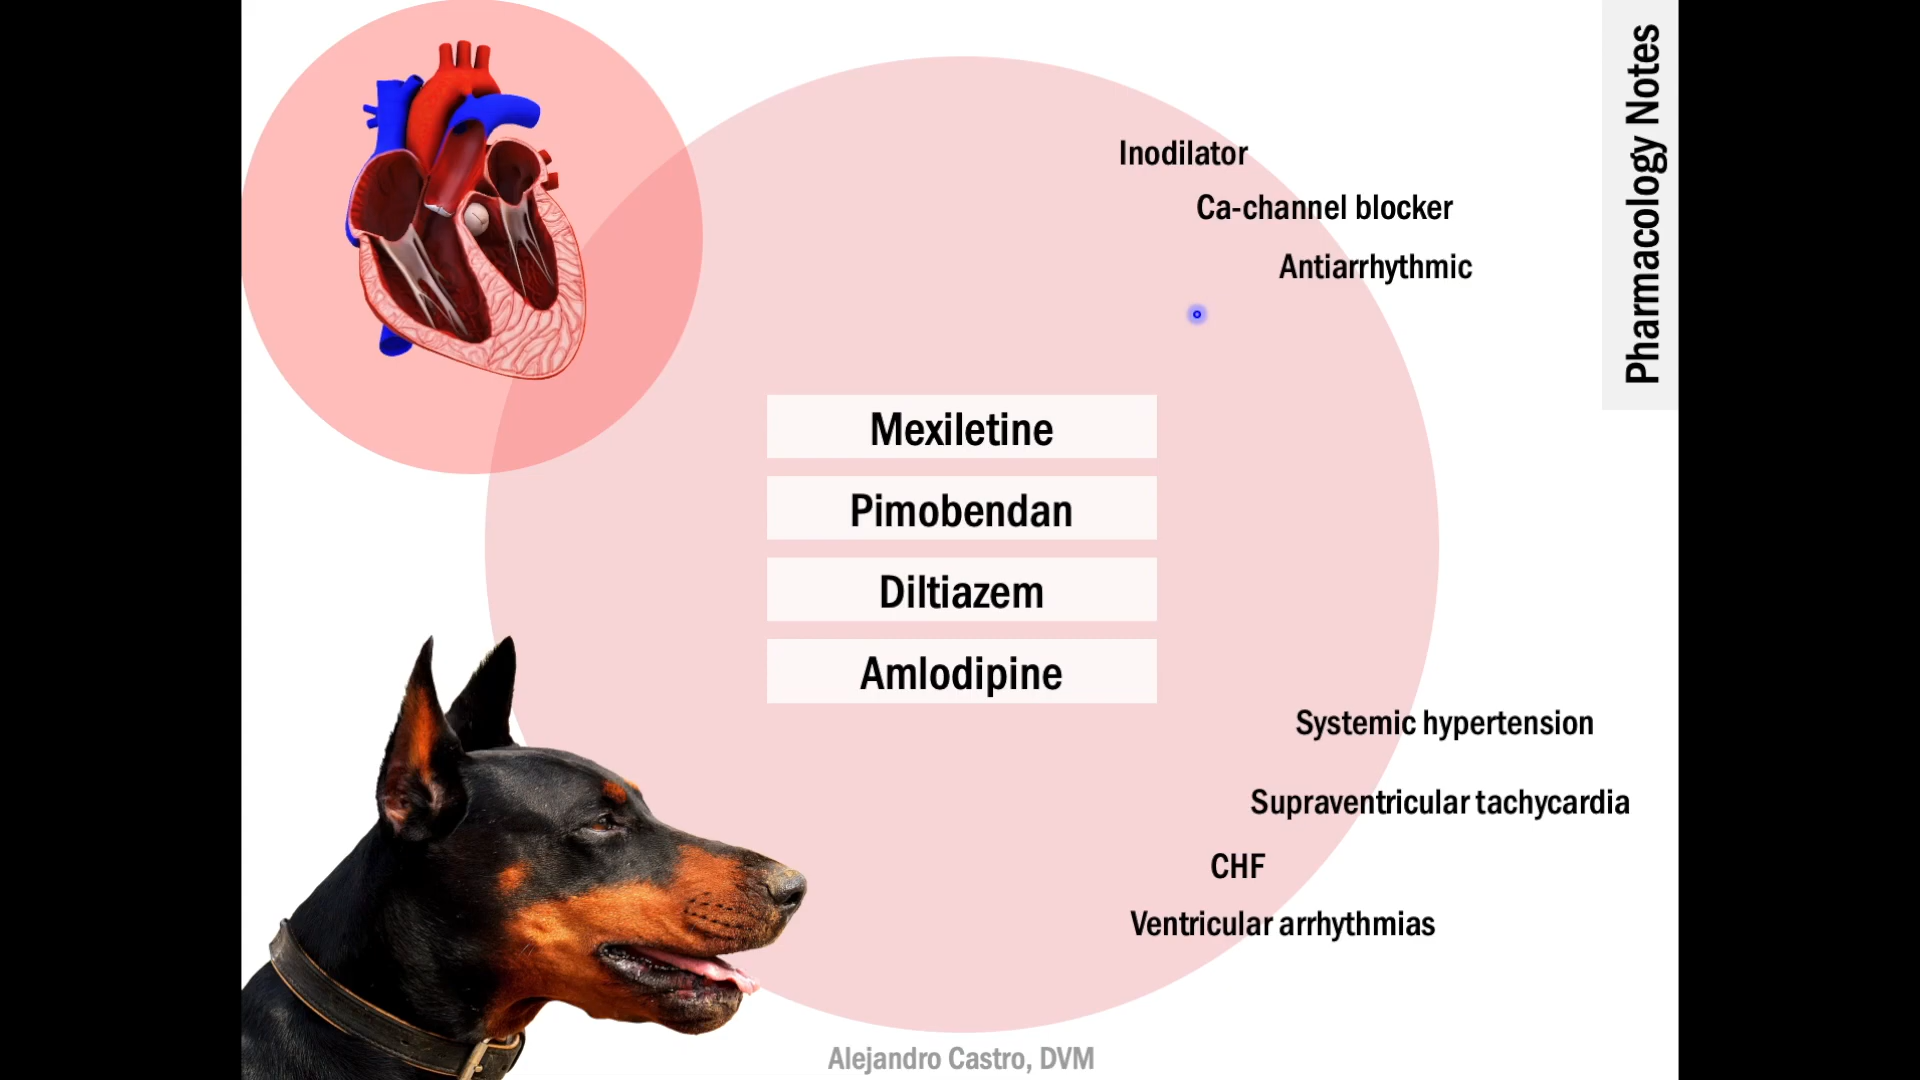 Pharmacology Notes
Inodilator
Ca-channel blocker
Antiarrhythmic
Mexiletine
Pimobendan
Diltiazem
Amlodipine
Systemic hypertension
Supraventricular tachycardia
CHF
Ventricular arrhythmias
Alejandro Castro, DVM